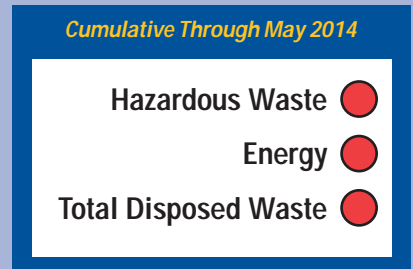 Cumulative Through May 2014
Hazardous Waste
Energy
Total Disposed Waste